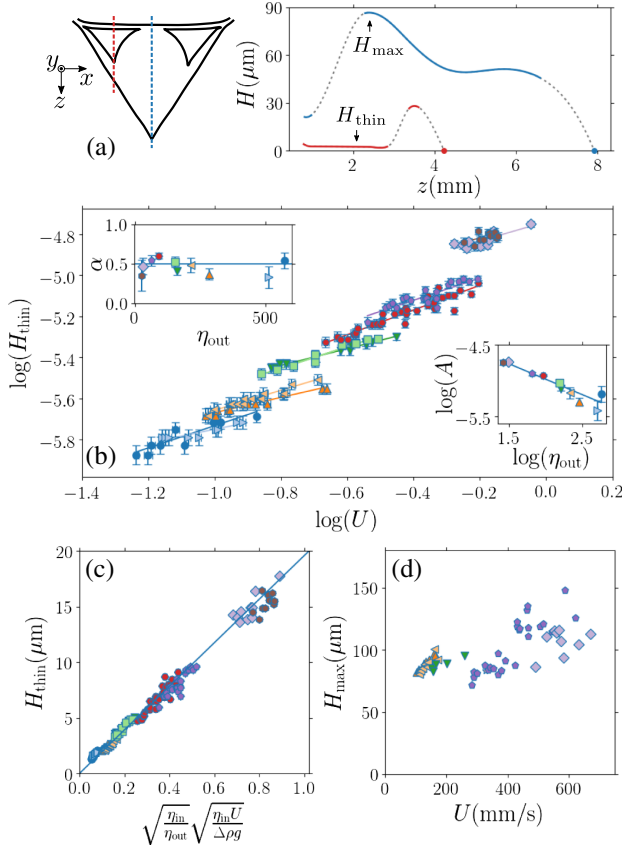 y
x
z
(a)
H(μm)
90
60
30
0
H_max
H_thin
2
4
6
8
z(mm)
log(H_thin)
−4.8
−5.0
−5.2
−5.4
−5.6
−5.8
α
1.0
0.5
0.0
0
500
η_out
log(A)
−4.5
−5.5
1.5
2.1
2.7
log(η_out)
(b)
−1.4
−1.2
−1.0
−0.8
−0.6
−0.4
−0.2
0.0
0.2
log(U)
(c)
H_thin(μm)
20
15
10
5
0
0
0.2
0.4
0.6
0.8
1.0
√(η_in/η_out) √(η_in U/Δρg)
(d)
H_max(μm)
150
100
50
0
0
200
400
600
U(mm/s)